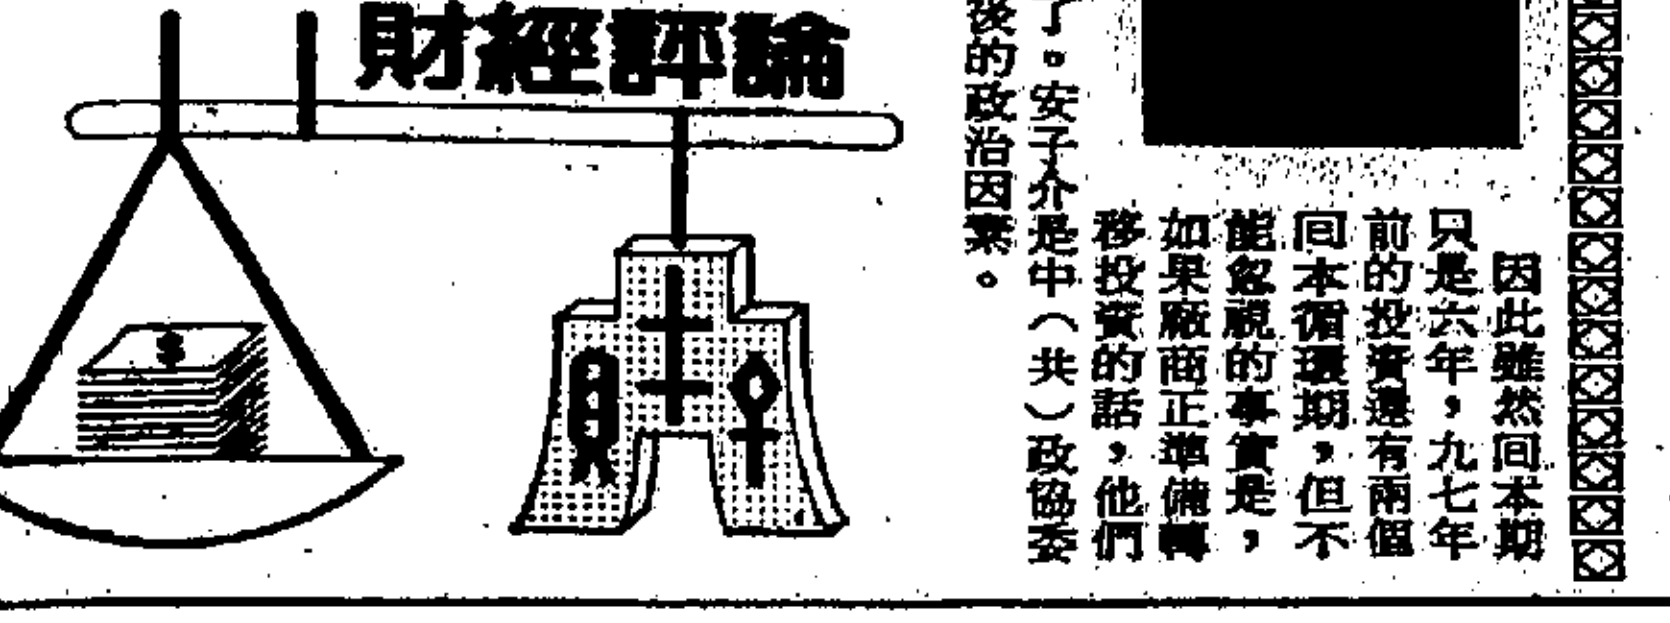 財經評論
因此雖然回本期
只是六年，九七年
前的投資還有兩個
回本循環期，但不
能忽視的事實是，
如果廠商正準備轉
移投資的話，他們
了。安子介是中（共）政協委
後的政治因素。
$